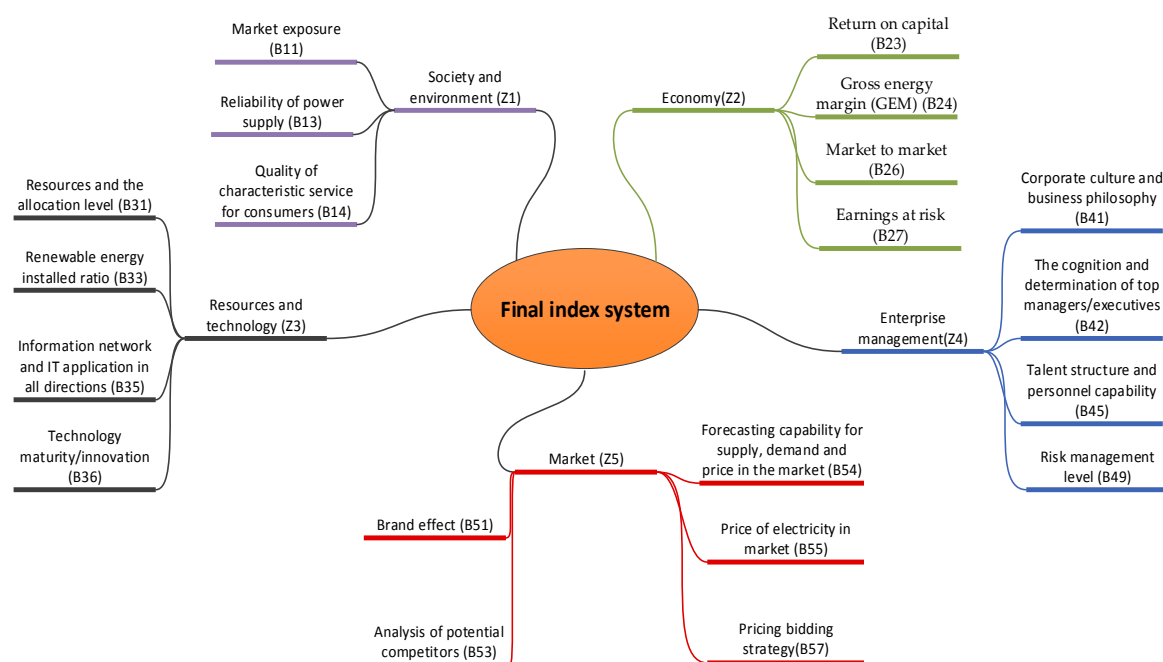 Market exposure
(B11)
Reliability of power
supply (B13)
Quality of
characteristic service
for consumers (B14)
Society and
environment (Z1)
Economy(Z2)
Return on capital
(B23)
Gross energy
margin (GEM) (B24)
Market to market
(B26)
Earnings at risk
(B27)
Resources and the
allocation level (B31)
Renewable energy
installed ratio (B33)
Information network
and IT application in
all directions (B35)
Technology
maturity/innovation
(B36)
Resources and
technology (Z3)
Final index system
Enterprise
management(Z4)
Corporate culture and
business philosophy
(B41)
The cognition and
determination of top
managers/executives
(B42)
Talent structure and
personnel capability
(B45)
Risk management
level (B49)
Market (Z5)
Brand effect (B51)
Analysis of potential
competitors (B53)
Forecasting capability for
supply, demand and
price in the market (B54)
Price of electricity in
market (B55)
Pricing bidding
strategy(B57)